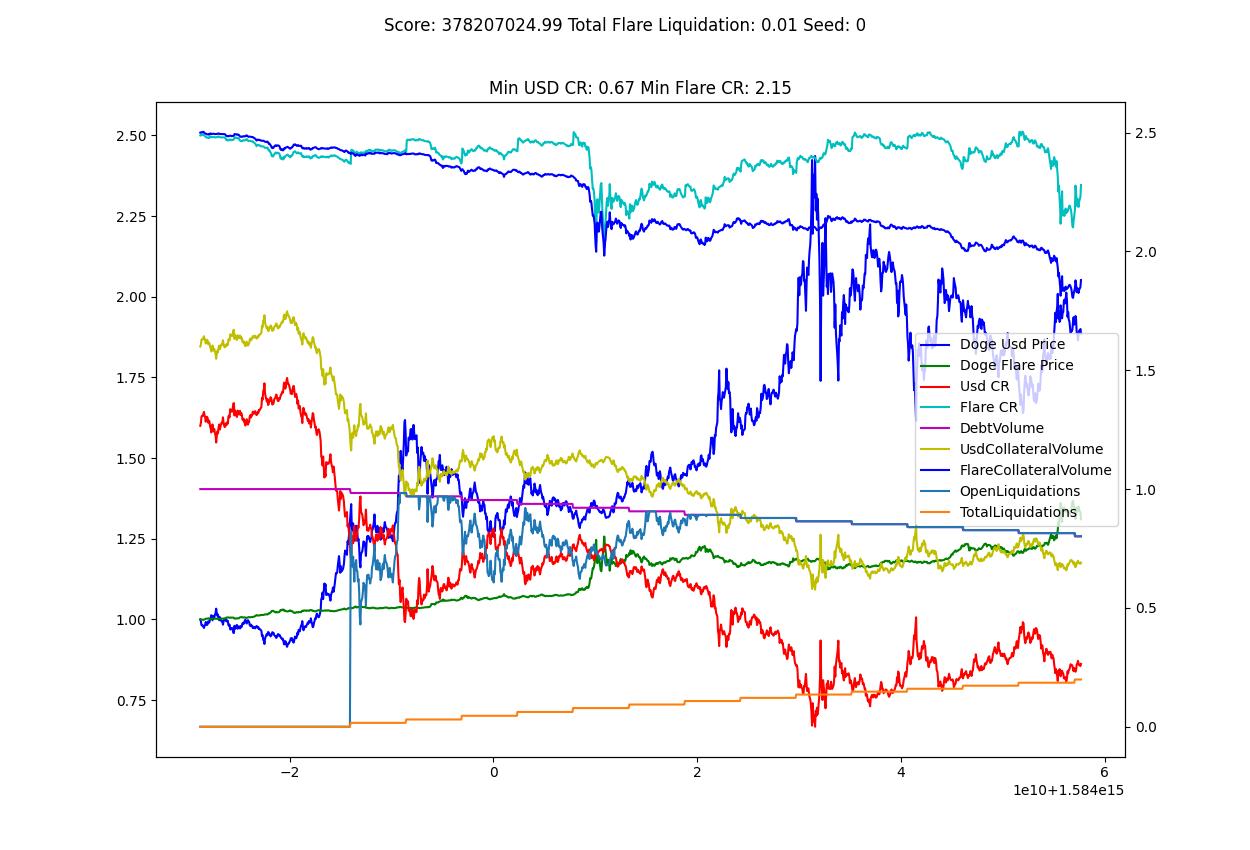 Score: 378207024.99 Total Flare Liquidation: 0.01 Seed: 0
Min USD CR: 0.67 Min Flare CR: 2.15
2.50
2.25
2.00
1.75
1.50
1.25
1.00
0.75
2.5
2.0
1.5
1.0
0.5
0.0
Doge Usd Price
Doge Flare Price
Usd CR
Flare CR
DebtVolume
UsdCollateralVolume
FlareCollateralVolume
OpenLiquidations
TotalLiquidations
−2
0
2
4
6
1e10+1.584e15